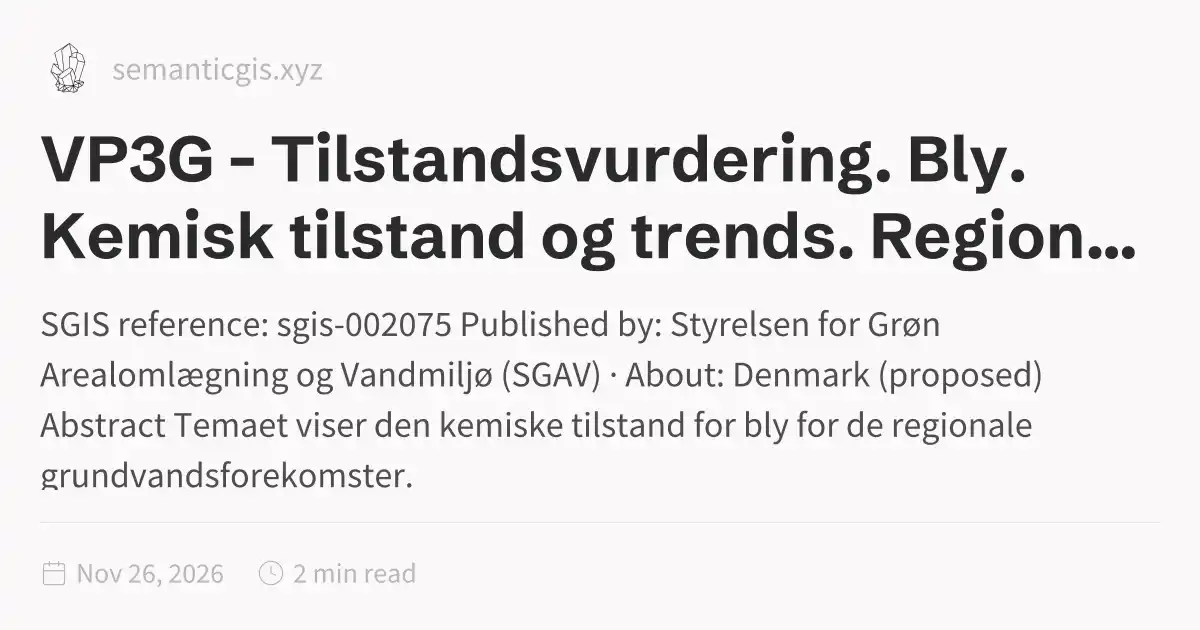 semanticgis.xyz
VP3G - Tilstandsvurdering. Bly.
Kemisk tilstand og trends. Region...
SGIS reference: sgis-002075 Published by: Styrelsen for Grøn
Arealomlægning og Vandmiljø (SGAV) · About: Denmark (proposed)
Abstract Temaet viser den kemiske tilstand for bly for de regionale
grundvandsforekomster.
Nov 26, 2026 2 min read